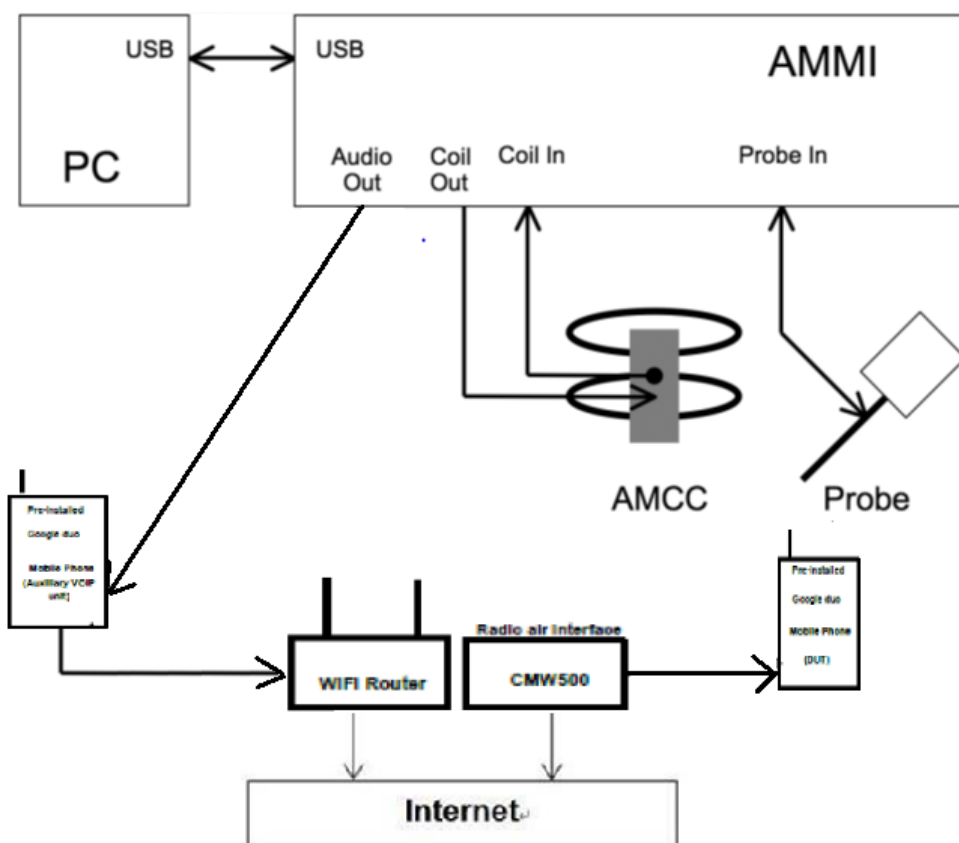 USB
USB
AMMI
PC
Audio
Out
Coil
Out
Coil In
Probe In
AMCC
Probe
Pre-installed
Google duo
Mobile Phone
(Auxiliary VOIP
unit)
Pre-installed
Google duo
Mobile Phone
(DUT)
WIFI Router
Radio air Interface
CMW500
Internet